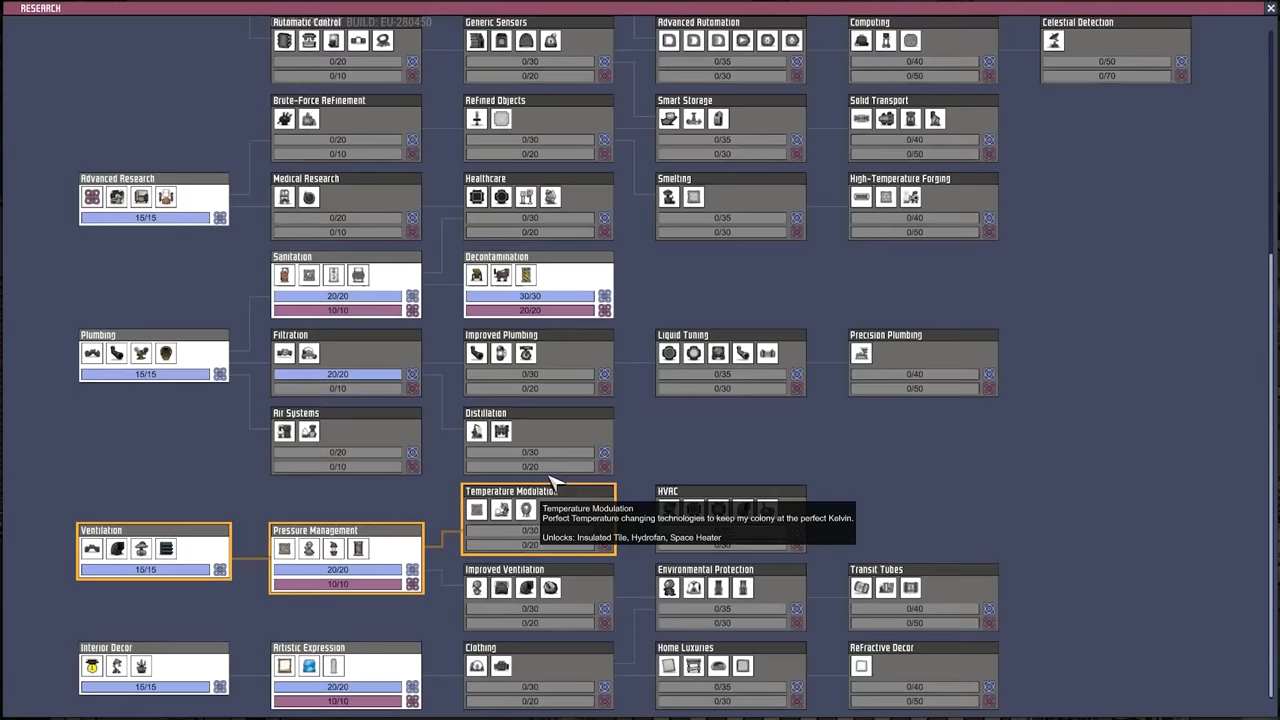 RESEARCH
BUILD: EU-280450
Automatic Control
0/20
0/10
Generic Sensors
0/30
0/20
Advanced Automation
0/35
0/30
Computing
0/40
0/50
Celestial Detection
0/50
0/70
Brute-Force Refinement
0/20
0/10
Refined Objects
0/30
0/20
Smart Storage
0/35
0/30
Solid Transport
0/40
0/50
Advanced Research
15/15
Medical Research
0/20
0/10
Healthcare
0/30
0/20
Smelting
0/35
0/30
High-Temperature Forging
0/40
0/50
Sanitation
20/20
10/10
Decontamination
30/30
20/20
Plumbing
15/15
Filtration
20/20
0/10
Improved Plumbing
0/30
0/20
Liquid Tuning
0/35
0/30
Precision Plumbing
0/40
0/50
Air Systems
0/20
0/10
Distillation
0/30
0/20
Temperature Modulation
0/30
0/20
HVAC
Temperature Modulation
Perfect Temperature changing technologies to keep my colony at the perfect Kelvin.
Unlocks: Insulated Tile, Hydrofan, Space Heater
Ventilation
15/15
Pressure Management
20/20
10/10
Improved Ventilation
0/30
0/20
Environmental Protection
0/35
0/30
Transit Tubes
0/40
0/50
Interior Decor
15/15
Artistic Expression
20/20
10/10
Clothing
0/30
0/20
Home Luxuries
0/35
0/30
Refractive Decor
0/40
0/50